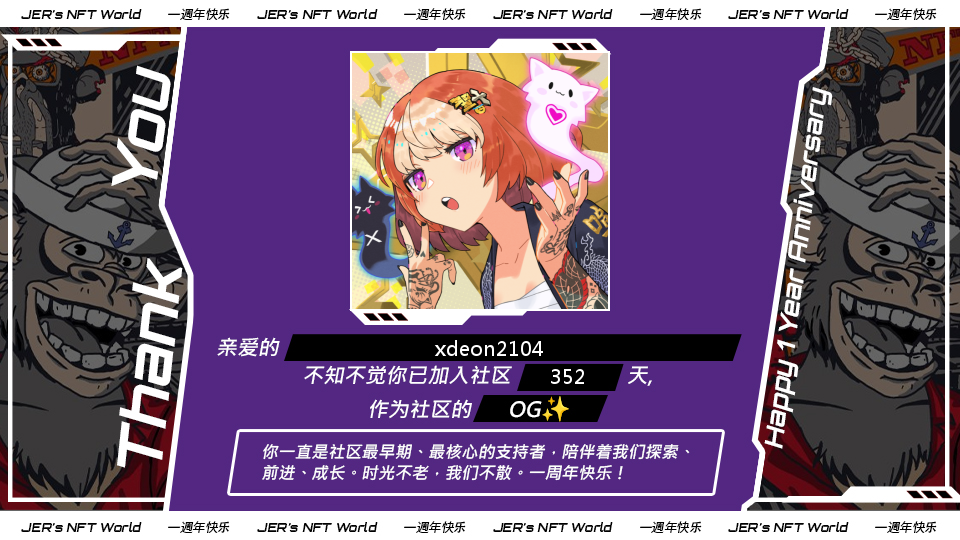 JER's NFT World 一週年快乐 JER's NFT World 一週年快乐 JER's NFT World 一週年快乐 JER's NFT World 一週年快乐
Thank You
亲爱的 xdeon2104
不知不觉你已加入社区 352 天,
作为社区的 OG✨
你一直是社区最早期、最核心的支持者，陪伴着我们探索、
前进、成长。时光不老，我们不散。一周年快乐！
Happy 1 Year Anniversary
JER's NFT World 一週年快乐 JER's NFT World 一週年快乐 JER's NFT World 一週年快乐 JER's NFT World 一週年快乐